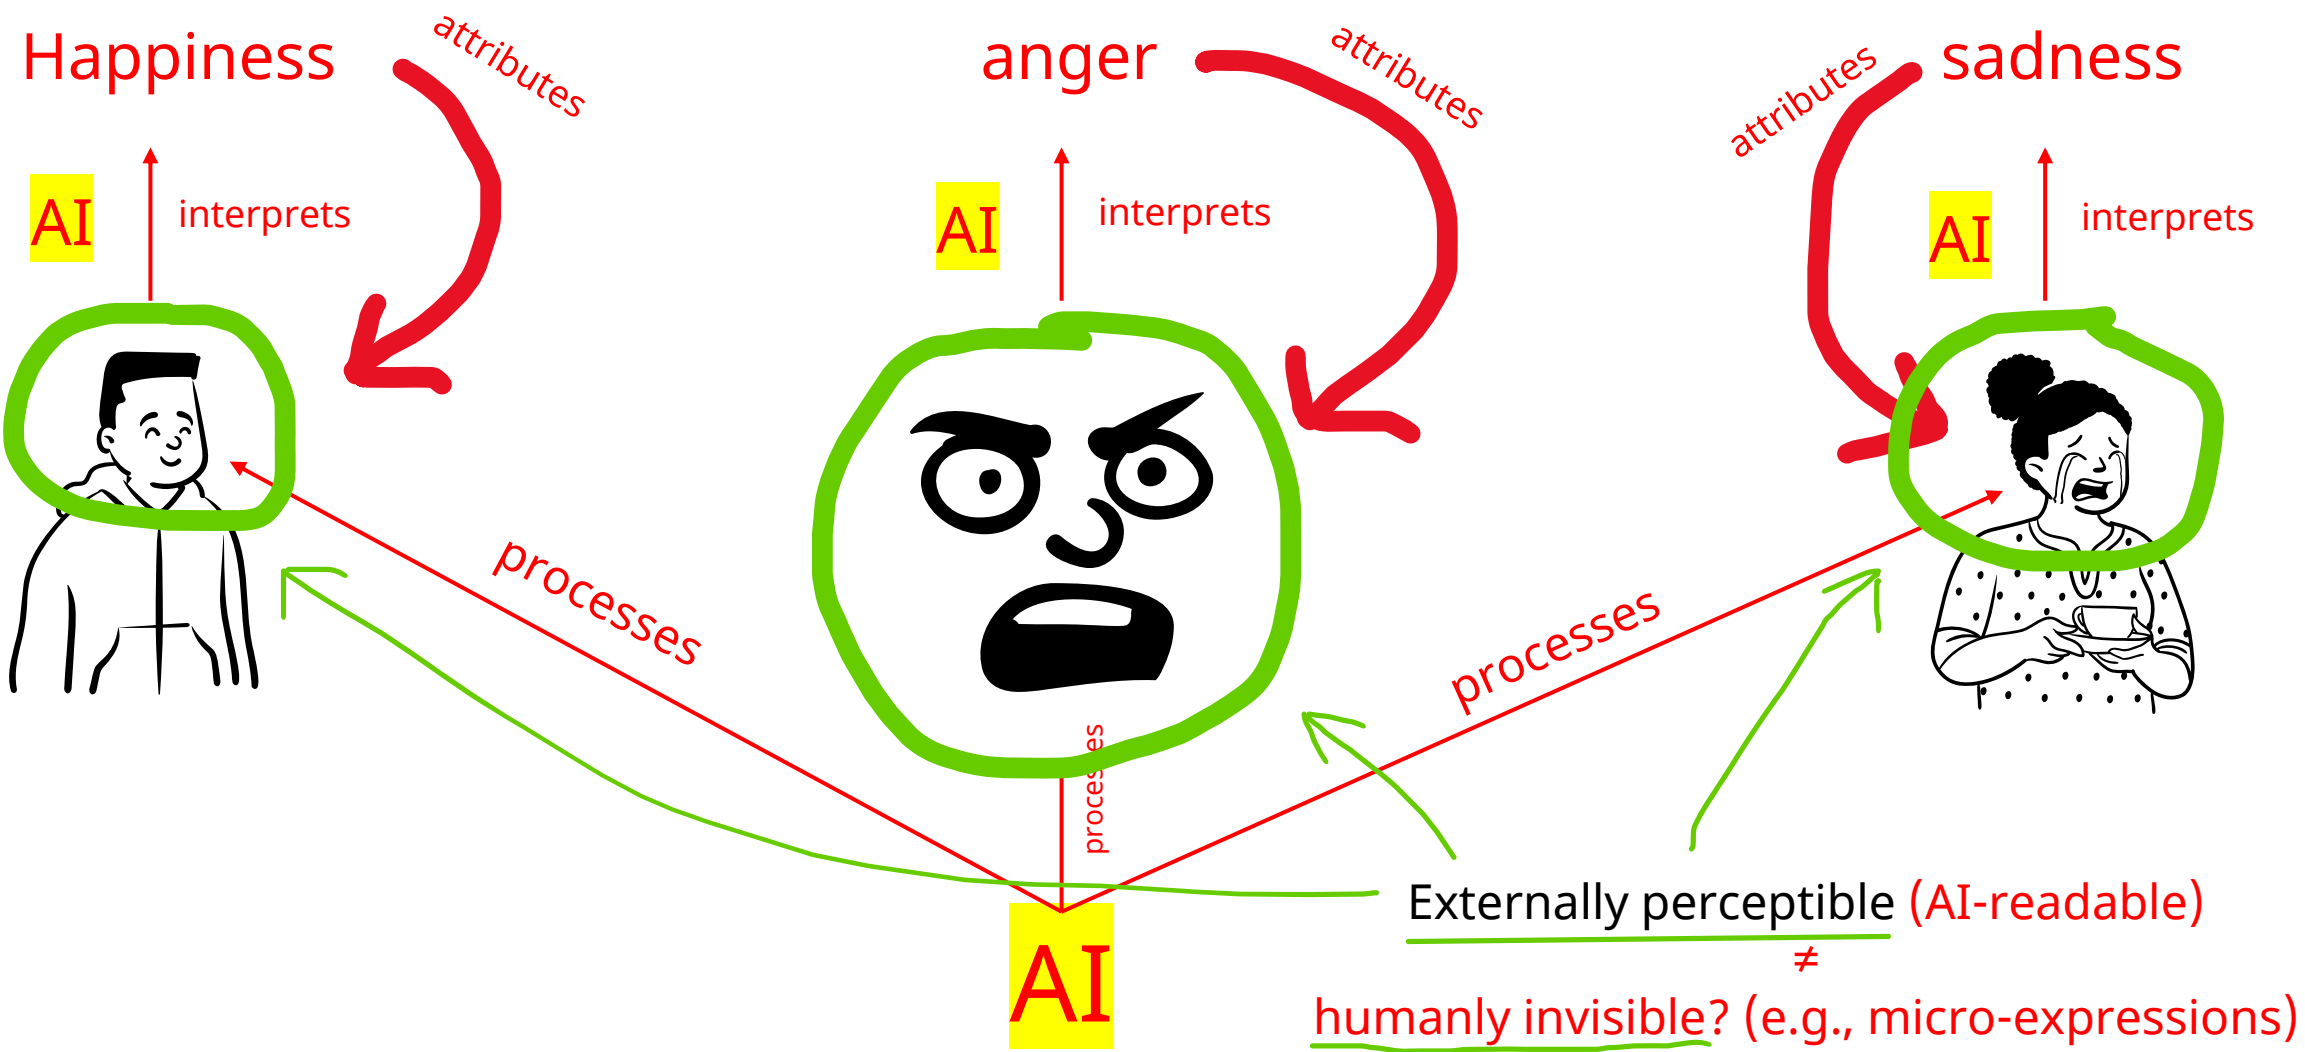 Happiness
attributes
anger
attributes
attributes
sadness
AI
interprets
AI
interprets
AI
interprets
processes
processes
processes
AI
Externally perceptible (AI-readable)
≠
humanly invisible? (e.g., micro-expressions)